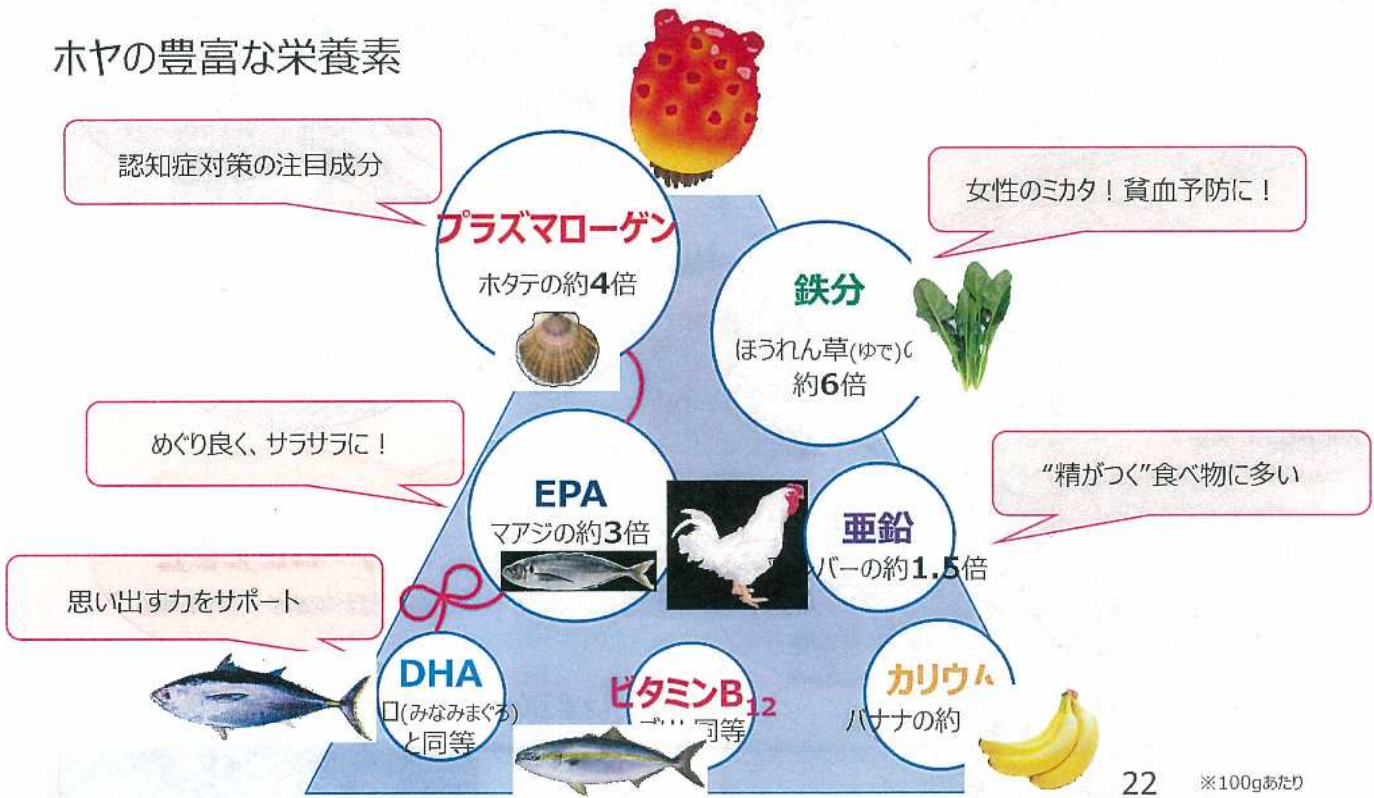 ホヤの豊富な栄養素
認知症対策の注目成分
女性のミカタ！貧血予防に！
プラズマローゲン
ホタテの約4倍
鉄分
ほうれん草(ゆで)
約6倍
めぐり良く、サラサラに！
EPA
マアジの約3倍
"精がつく"食べ物に多い
亜鉛
バーの約1.5倍
思い出す力をサポート
DHA
(みなみまぐろ)
と同等
ビタミンB12
同等
カリウム
バナナの約
22
※100gあたり